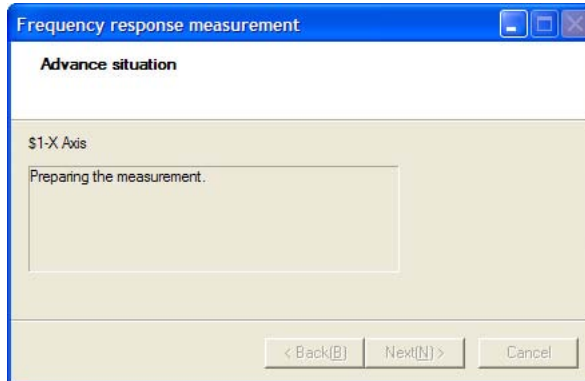 Frequency response measurement
Advance situation
$1-X Axis
Preparing the measurement.
< Back(B) Next(N) > Cancel